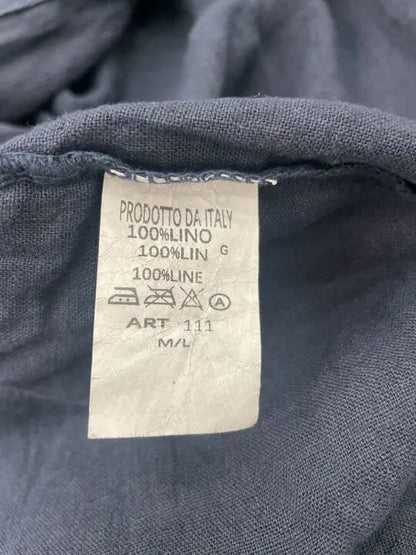 PRODOTTO DA ITALY
100%LINO
100%LIN G
100%LINE
A
ART 111
M/L